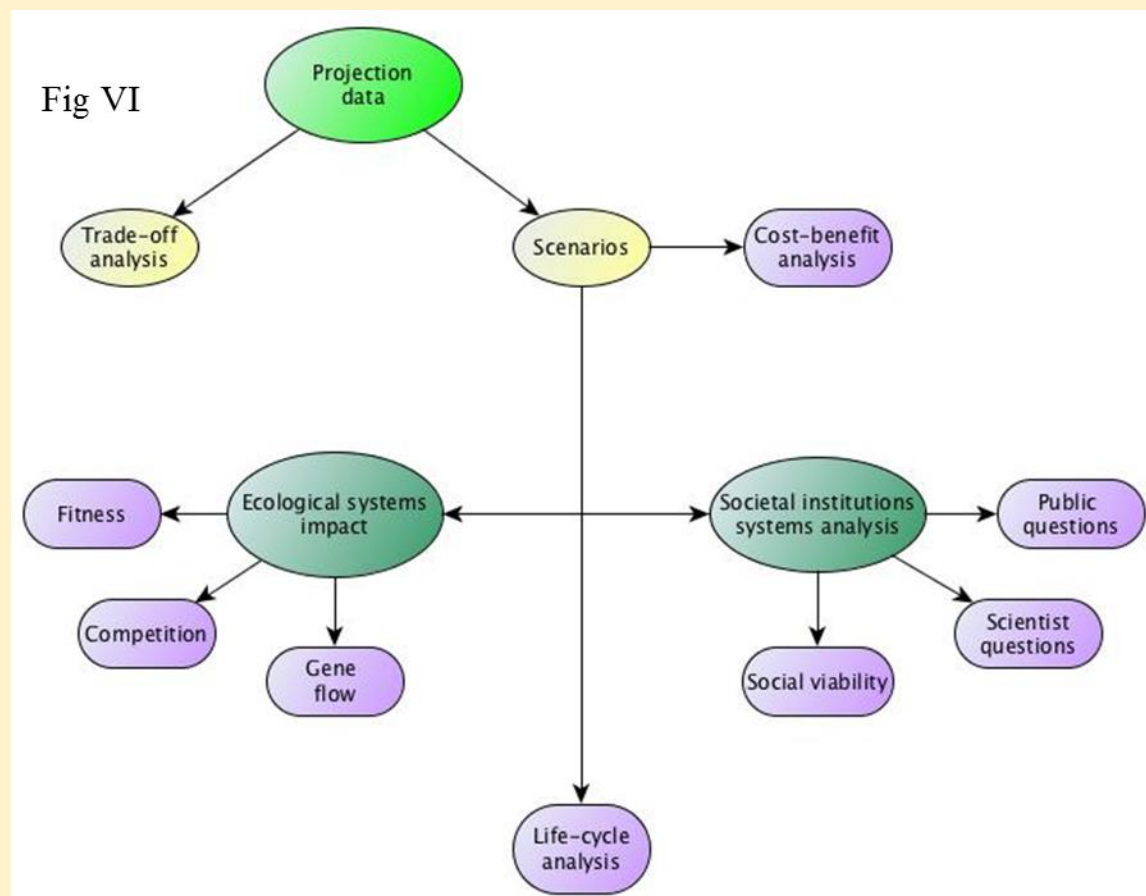 Projection
data
Fig VI
Trade-off
analysis
Scenarios
Cost-benefit
analysis
Ecological systems
impact
Societal institutions
systems analysis
Fitness
Public
questions
Competition
Scientist
questions
Gene
flow
Social viability
Life-cycle
analysis